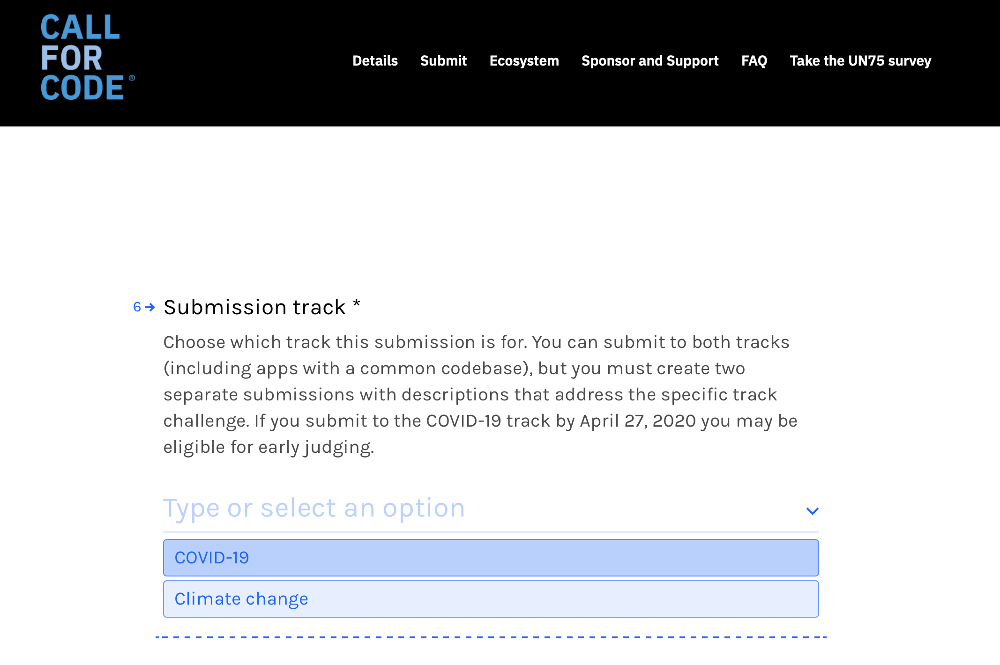 CALL
FOR
CODE®
Details Submit Ecosystem Sponsor and Support FAQ Take the UN75 survey
6 → Submission track *
Choose which track this submission is for. You can submit to both tracks
(including apps with a common codebase), but you must create two
separate submissions with descriptions that address the specific track
challenge. If you submit to the COVID-19 track by April 27, 2020 you may be
eligible for early judging.
Type or select an option
COVID-19
Climate change